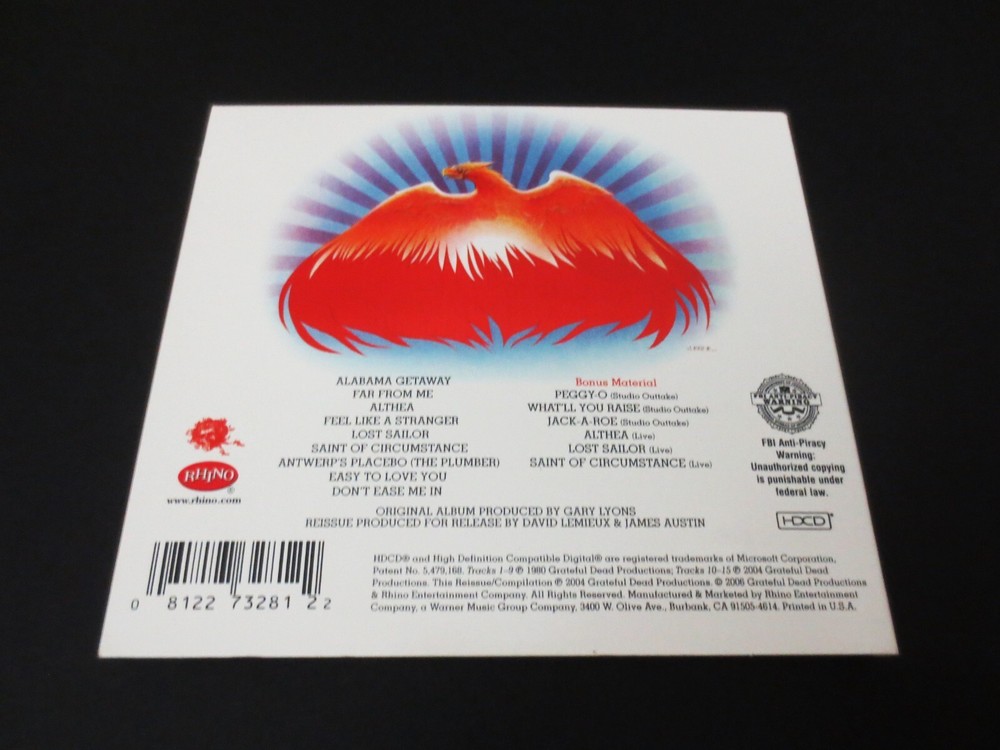 ALABAMA GETAWAY
FAR FROM ME
ALTHEA
FEEL LIKE A STRANGER
LOST SAILOR
SAINT OF CIRCUMSTANCE
ANTWERP'S PLACEBO (THE PLUMBER)
EASY TO LOVE YOU
DON'T EASE ME IN
Bonus Material
PEGGY-O (Studio Outtake)
WHAT'LL YOU RAISE (Studio Outtake)
JACK-A-ROE (Studio Outtake)
ALTHEA (Live)
LOST SAILOR (Live)
SAINT OF CIRCUMSTANCE (Live)
ORIGINAL ALBUM PRODUCED BY GARY LYONS
REISSUE PRODUCED FOR RELEASE BY DAVID LEMIEUX & JAMES AUSTIN
RHINO
®
www.rhino.com
FBI ANTI-PIRACY
WARNING
FBI Anti-Piracy
Warning:
Unauthorized copying
is punishable under
federal law.
HDCD
0 8122 73281 2 2
HDCD® and High Definition Compatible Digital® are registered trademarks of Microsoft Corporation,
Patent No. 5,479,168. Tracks 1–9 ℗ 1980 Grateful Dead Productions; Tracks 10–15 ℗ 2004 Grateful Dead
Productions. This Reissue/Compilation ℗ 2004 Grateful Dead Productions. © 2006 Grateful Dead Productions
& Rhino Entertainment Company. All Rights Reserved. Manufactured & Marketed by Rhino Entertainment
Company, a Warner Music Group Company, 3400 W. Olive Ave., Burbank, CA 91505-4614. Printed in U.S.A.